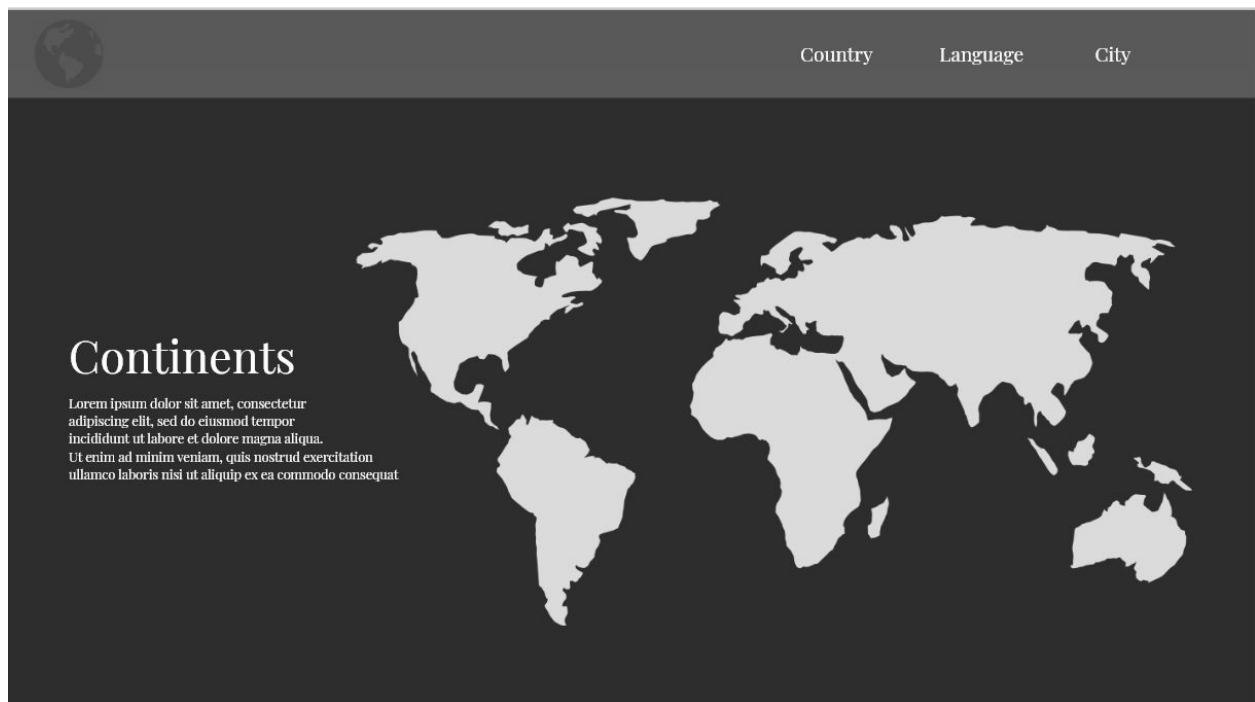 Country Language City
Continents
Lorem ipsum dolor sit amet, consectetur
adipiscing elit, sed do eiusmod tempor
incididunt ut labore et dolore magna aliqua.
Ut enim ad minim veniam, quis nostrud exercitation
ullamco laboris nisi ut aliquip ex ea commodo consequat